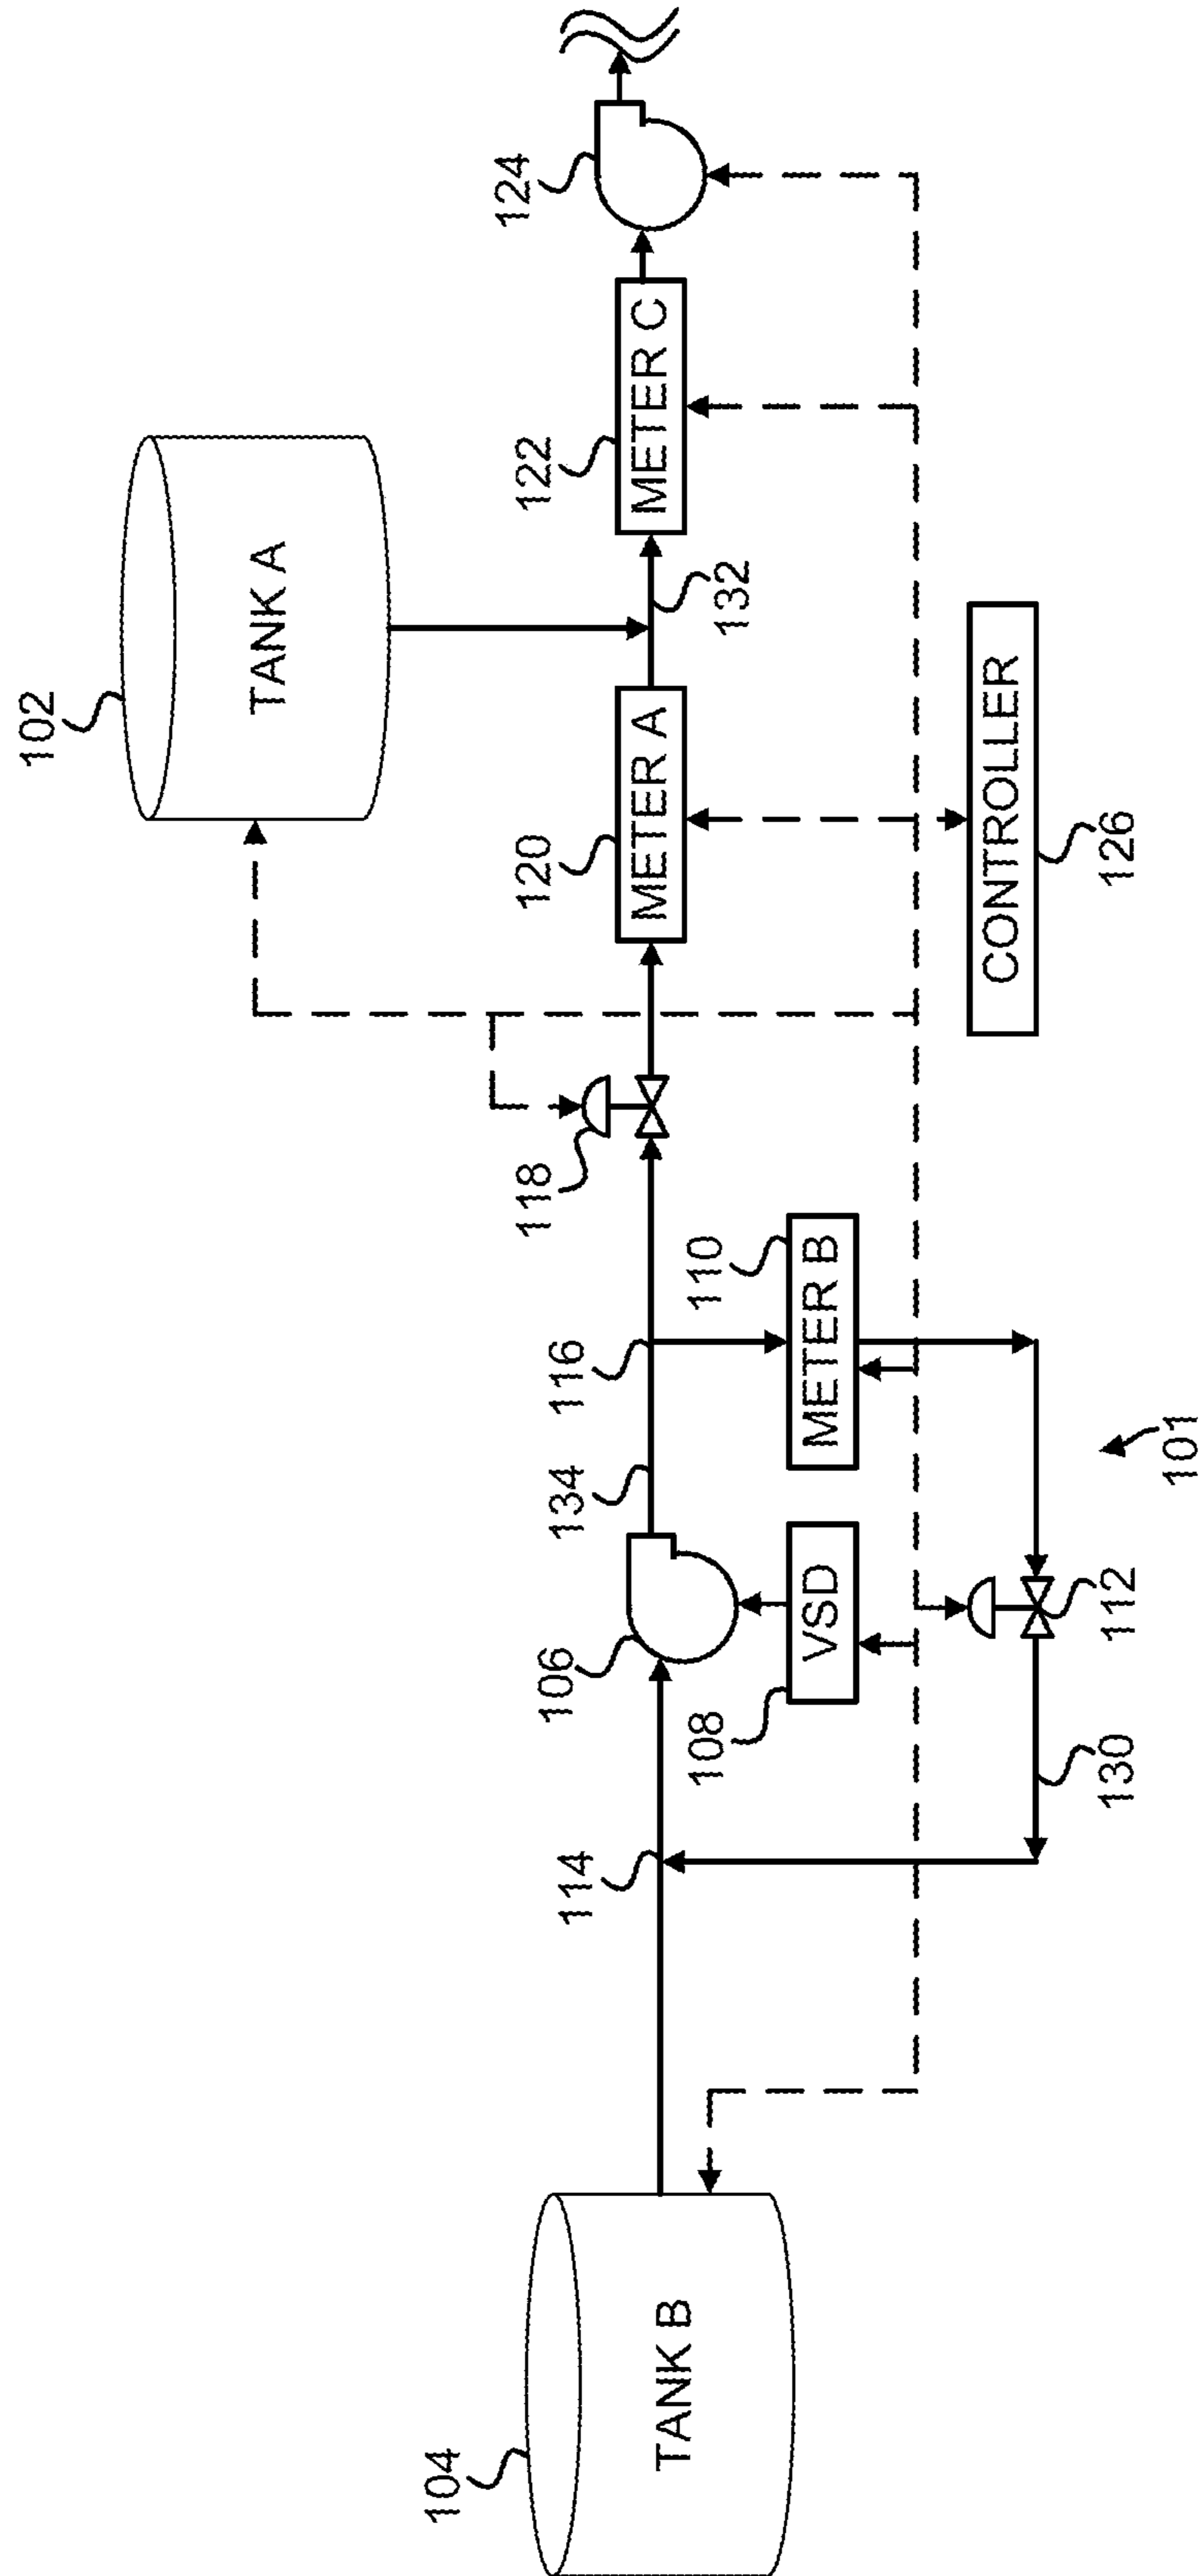 102
TANK A
124
122
METER C
132
120
METER A
118
116
134
106
110
METER B
108
VSD
CONTROLLER
126
112
130
114
104
TANK B
101